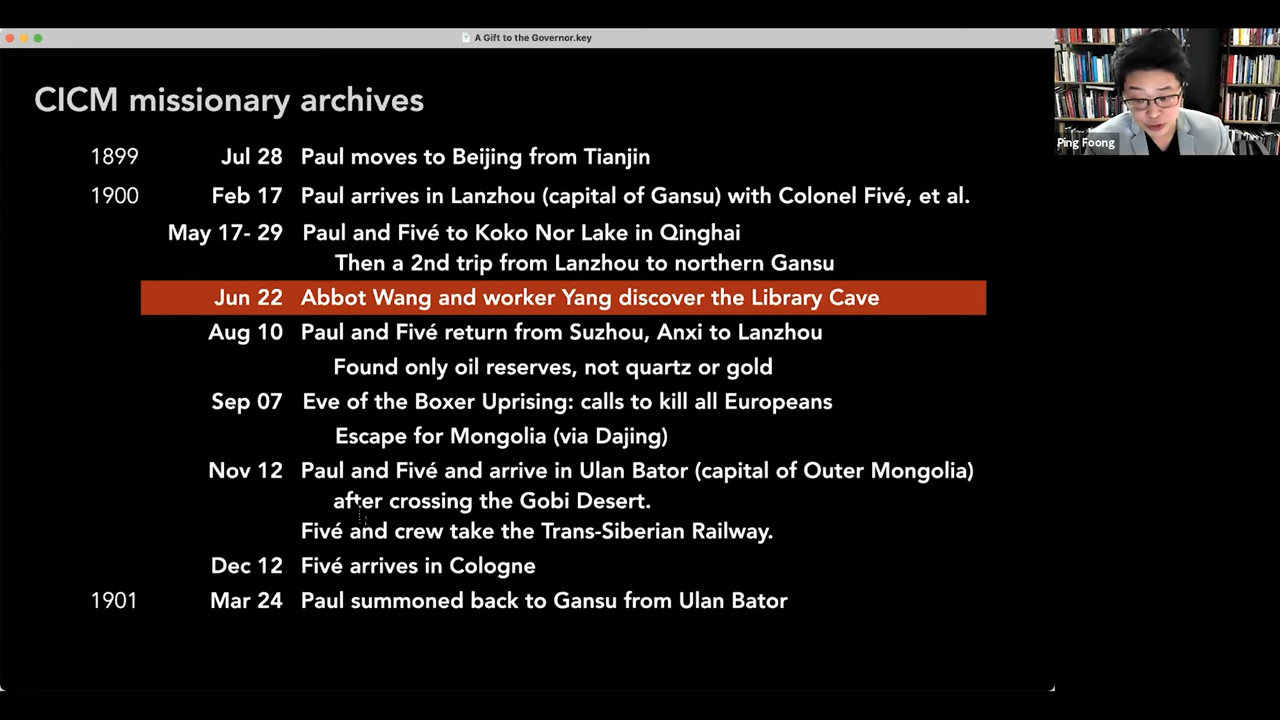 A Gift to the Governor.key
CICM missionary archives
1899 Jul 28 Paul moves to Beijing from Tianjin
1900 Feb 17 Paul arrives in Lanzhou (capital of Gansu) with Colonel Fivé, et al.
May 17- 29 Paul and Fivé to Koko Nor Lake in Qinghai
Then a 2nd trip from Lanzhou to northern Gansu
Jun 22 Abbot Wang and worker Yang discover the Library Cave
Aug 10 Paul and Fivé return from Suzhou, Anxi to Lanzhou
Found only oil reserves, not quartz or gold
Sep 07 Eve of the Boxer Uprising: calls to kill all Europeans
Escape for Mongolia (via Dajing)
Nov 12 Paul and Fivé and arrive in Ulan Bator (capital of Outer Mongolia)
after crossing the Gobi Desert.
Fivé and crew take the Trans-Siberian Railway.
Dec 12 Fivé arrives in Cologne
1901 Mar 24 Paul summoned back to Gansu from Ulan Bator
Ping Foong